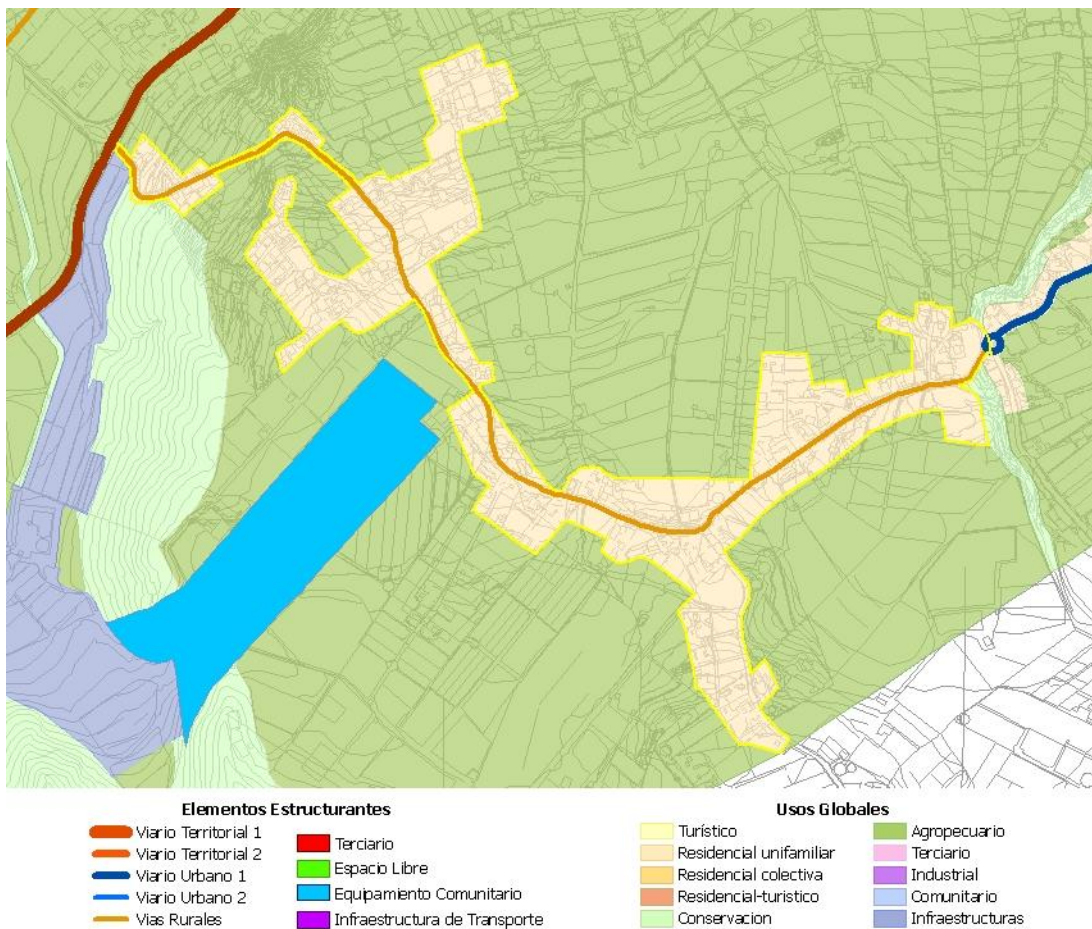 Elementos Estructurantes
Viario Territorial 1
Viario Territorial 2
Viario Urbano 1
Viario Urbano 2
Vias Rurales
Terciario
Espacio Libre
Equipamiento Comunitario
Infraestructura de Transporte
Usos Globales
Turístico
Residencial unifamiliar
Residencial colectiva
Residencial-turistico
Conservacion
Agropecuario
Terciario
Industrial
Comunitario
Infraestructuras